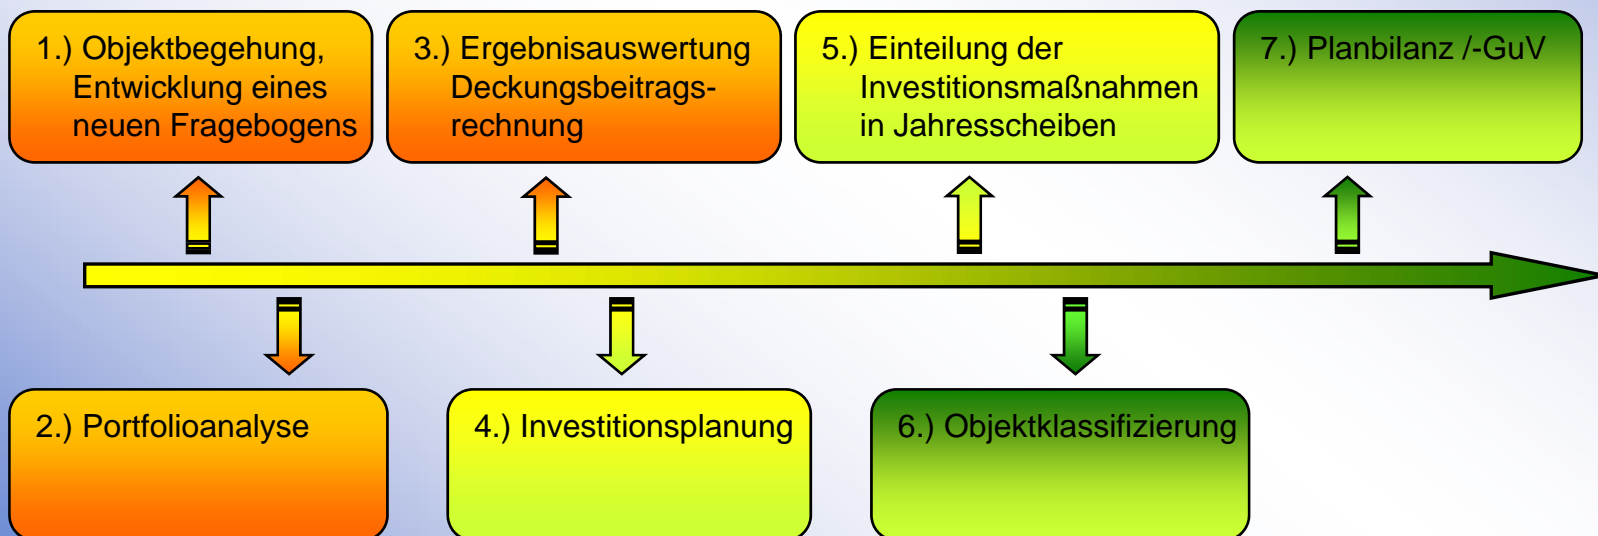 1.) Objektbegehung,
Entwicklung eines
neuen Fragebogens
2.) Portfolioanalyse
3.) Ergebnisauswertung
Deckungsbeitrags-
rechnung
4.) Investitionsplanung
5.) Einteilung der
Investitionsmaßnahmen
in Jahresscheiben
6.) Objektklassifizierung
7.) Planbilanz /-GuV